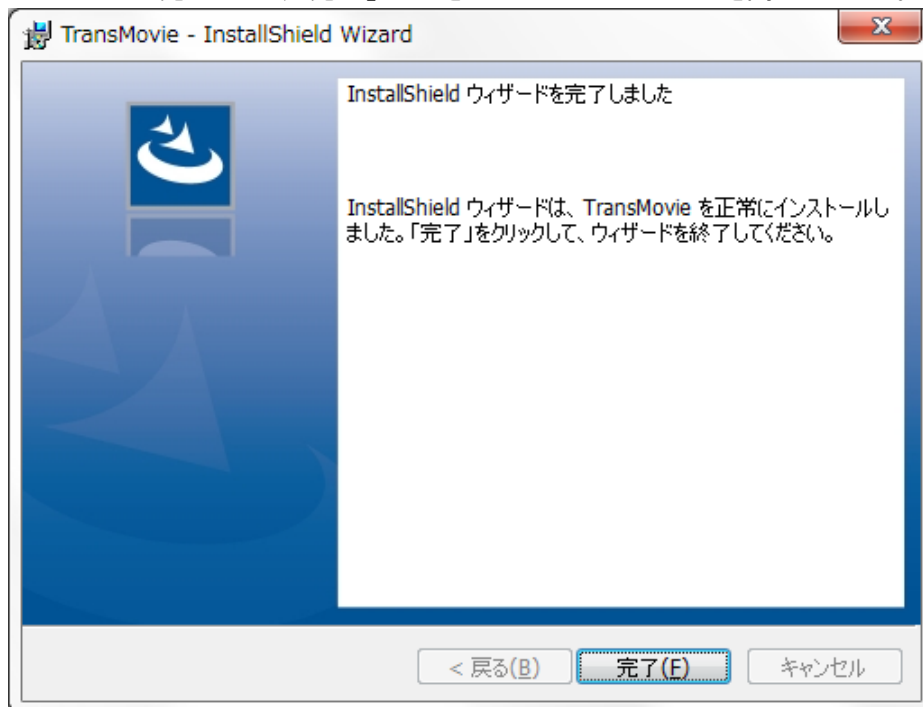 TransMovie - InstallShield Wizard
InstallShield ウィザードを完了しました
InstallShield ウィザードは、TransMovie を正常にインストールし
ました。「完了」をクリックして、ウィザードを終了してください。
< 戻る(B)
完了(F)
キャンセル